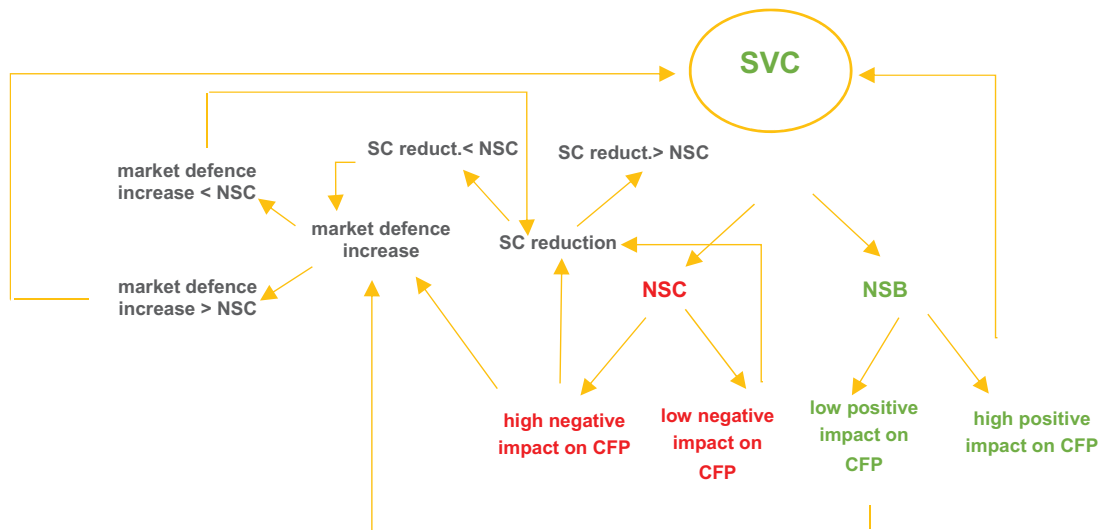 SVC
SC reduct.< NSC
SC reduct.> NSC
market defence
increase < NSC
market defence
increase
SC reduction
market defence
increase > NSC
NSC
NSB
high negative
impact on CFP
low negative
impact on
CFP
low positive
impact on
CFP
high positive
impact on CFP